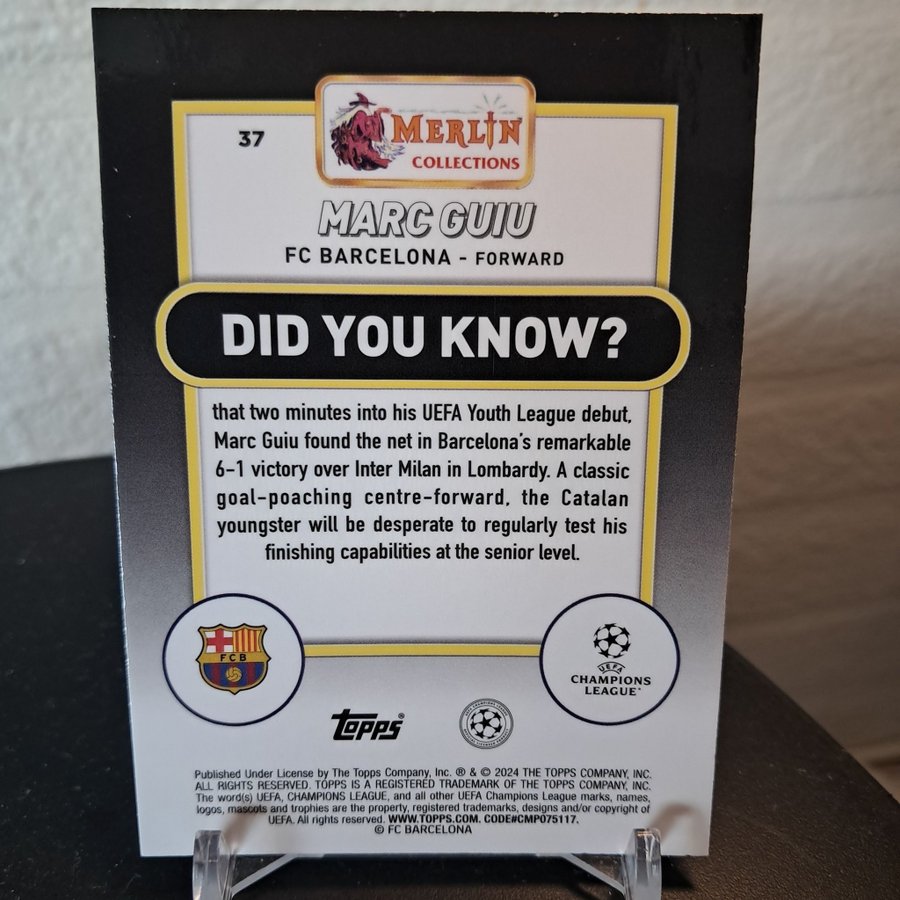 37
MERLIN
COLLECTIONS
MARC GUIU
FC BARCELONA - FORWARD
DID YOU KNOW?
that two minutes into his UEFA Youth League debut,
Marc Guiu found the net in Barcelona's remarkable
6-1 victory over Inter Milan in Lombardy. A classic
goal-poaching centre-forward, the Catalan
youngster will be desperate to regularly test his
finishing capabilities at the senior level.
FCB
UEFA
CHAMPIONS
LEAGUE®
Topps®
Published Under License by The Topps Company, Inc. ® & © 2024 THE TOPPS COMPANY, INC.
ALL RIGHTS RESERVED. TOPPS IS A REGISTERED TRADEMARK OF THE TOPPS COMPANY, INC.
The word(s) UEFA, CHAMPIONS LEAGUE, and all other UEFA Champions League marks, names,
logos, mascots and trophies are the property, registered trademarks, designs and/or copyright of
UEFA. All rights reserved. WWW.TOPPS.COM. CODE#CMP075117.
© FC BARCELONA